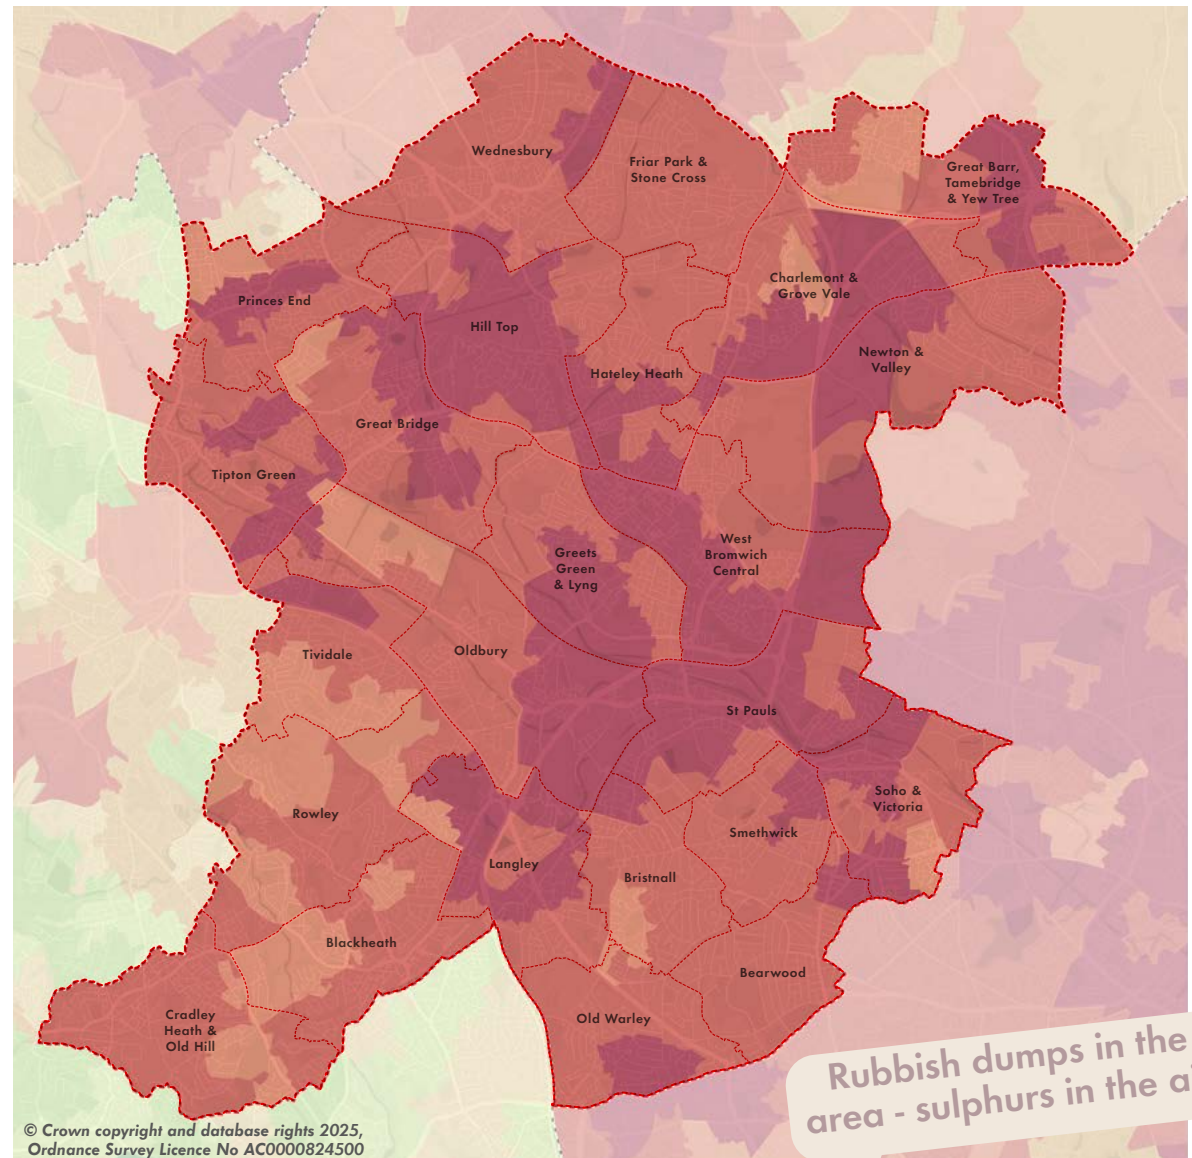 Wednesbury
Friar Park &
Stone Cross
Great Barr,
Tamebridge
& Yew Tree
Charlemont &
Grove Vale
Princes End
Hill Top
Newton &
Valley
Hateley Heath
Great Bridge
Tipton Green
West
Bromwich
Central
Greets
Green
& Lyng
Tividale
Oldbury
St Pauls
Rowley
Soho &
Victoria
Smethwick
Langley
Bristnall
Blackheath
Bearwood
Cradley
Heath &
Old Hill
Old Warley
Rubbish dumps in the
area - sulphurs in the
© Crown copyright and database rights 2025,
Ordnance Survey Licence No AC0000824500